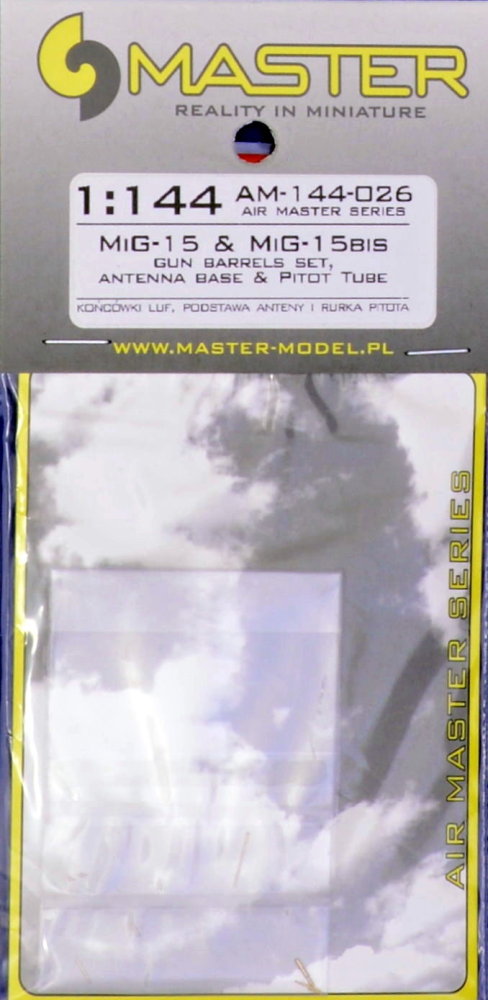 MASTER
REALITY IN MINIATURE
1:144 AM-144-026
AIR MASTER SERIES
MiG-15 & MiG-15BIS
GUN BARRELS SET,
ANTENNA BASE & PITOT TUBE
KOŃCÓWKI LUF, PODSTAWA ANTENY I RURKA PITOTA
WWW.MASTER-MODEL.PL
AIR MASTER SERIES